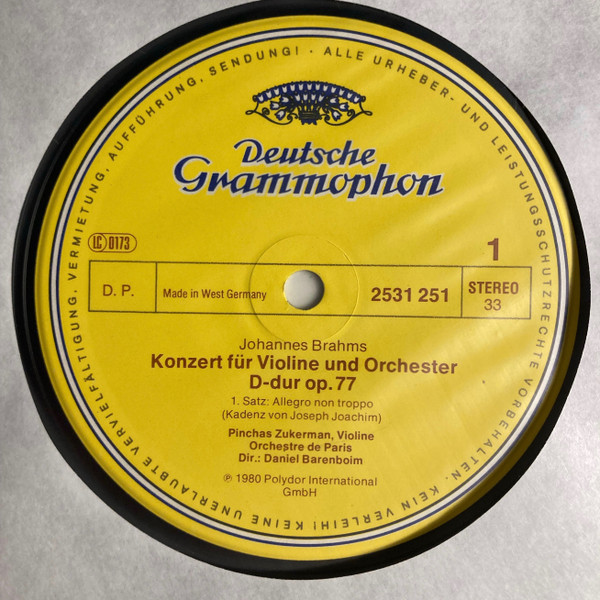 ALLE URHEBER- UND LEISTUNGSSCHUTZRECHTE VORBEHALTEN. KEIN VERLEIH! KEINE UNERLAUBTE VERVIELFÄLTIGUNG, VERMIETUNG, AUFFÜHRUNG, SENDUNG! ·
Deutsche
Grammophon
LC 0173
1
D. P.
Made in West Germany
2531 251
STEREO
33
Johannes Brahms
Konzert für Violine und Orchester
D-dur op. 77
1. Satz: Allegro non troppo
(Kadenz von Joseph Joachim)
Pinchas Zukerman, Violine
Orchestre de Paris
Dir.: Daniel Barenboim
℗ 1980 Polydor International
GmbH